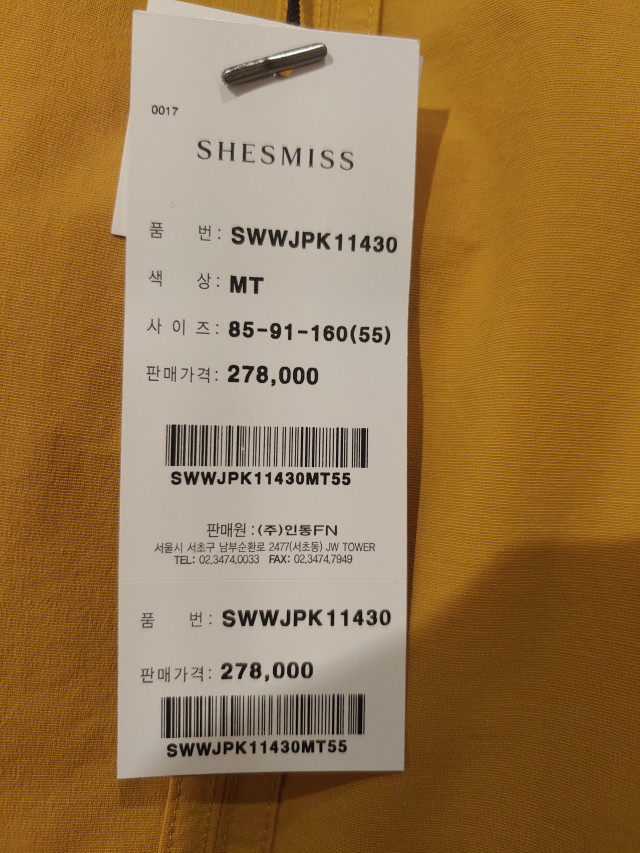 0017
SHESMISS
품 번: SWWJPK11430
색 상: MT
사 이 즈: 85-91-160(55)
판매가격: 278,000
SWWJPK11430MT55
판매원 : (주)인동FN
서울시 서초구 남부순환로 2477(서초동) JW TOWER
TEL: 02.3474.0033 FAX: 02.3474.7949
품 번: SWWJPK11430
판매가격: 278,000
SWWJPK11430MT55